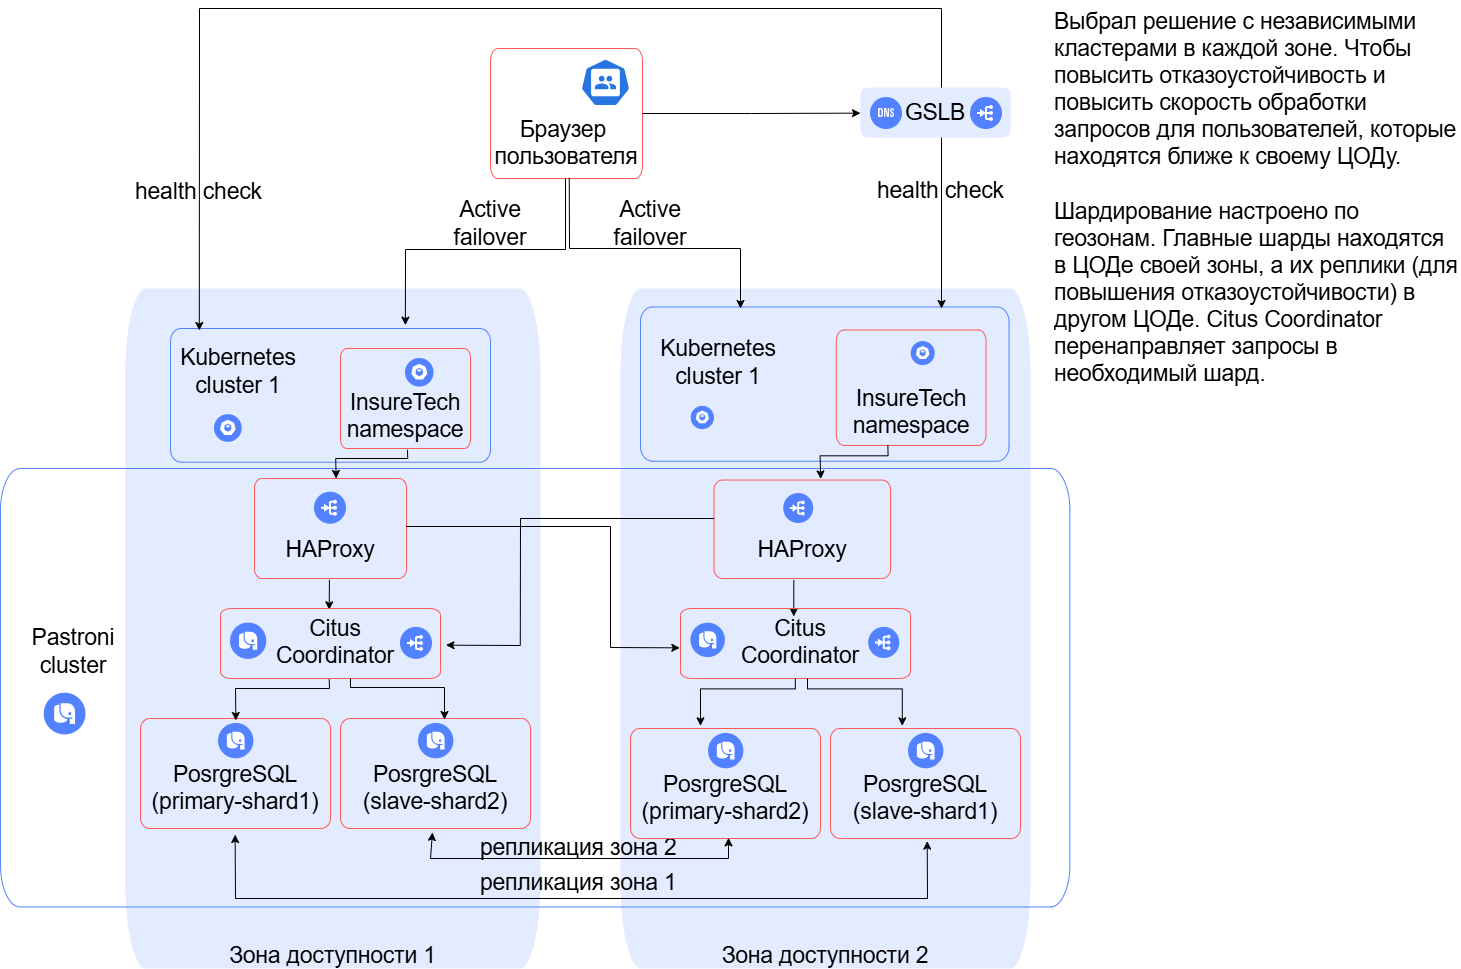 Выбрал решение с независимыми
кластерами в каждой зоне. Чтобы
повысить отказоустойчивость и
повысить скорость обработки
запросов для пользователей, которые
находятся ближе к своему ЦОДу.
Шардирование настроено по
геозонам. Главные шарды находятся
в ЦОДе своей зоны, а их реплики (для
повышения отказоустойчивости) в
другом ЦОДе. Citus Coordinator
перенаправляет запросы в
необходимый шард.
Браузер
пользователя
DNS
GSLB
health check
health check
Active
failover
Active
failover
Kubernetes
cluster 1
InsureTech
namespace
Kubernetes
cluster 1
InsureTech
namespace
HAProxy
HAProxy
Pastroni
cluster
Citus
Coordinator
Citus
Coordinator
PosrgreSQL
(primary-shard1)
PosrgreSQL
(slave-shard2)
PosrgreSQL
(primary-shard2)
PosrgreSQL
(slave-shard1)
репликация зона 2
репликация зона 1
Зона доступности 1
Зона доступности 2